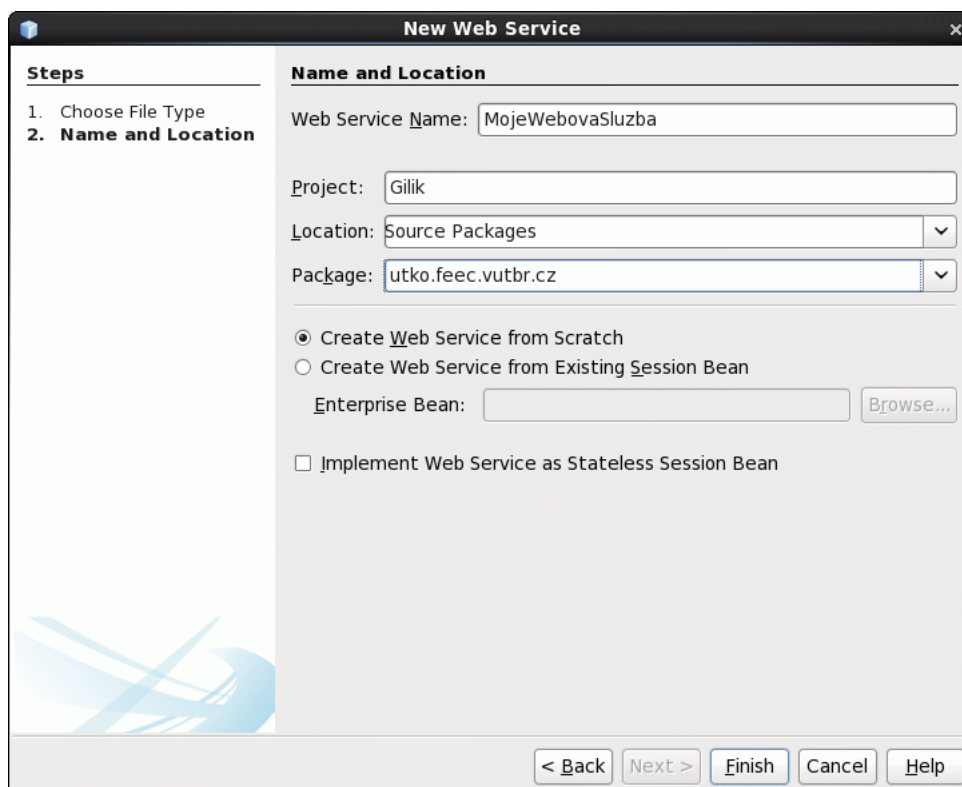 New Web Service
Steps
1. Choose File Type
2. Name and Location
Name and Location
Web Service Name: MojeWebovaSluzba
Project: Gilik
Location: Source Packages
Package: utko.feec.vutbr.cz
Create Web Service from Scratch
Create Web Service from Existing Session Bean
Enterprise Bean: Browse...
Implement Web Service as Stateless Session Bean
< Back Next > Finish Cancel Help